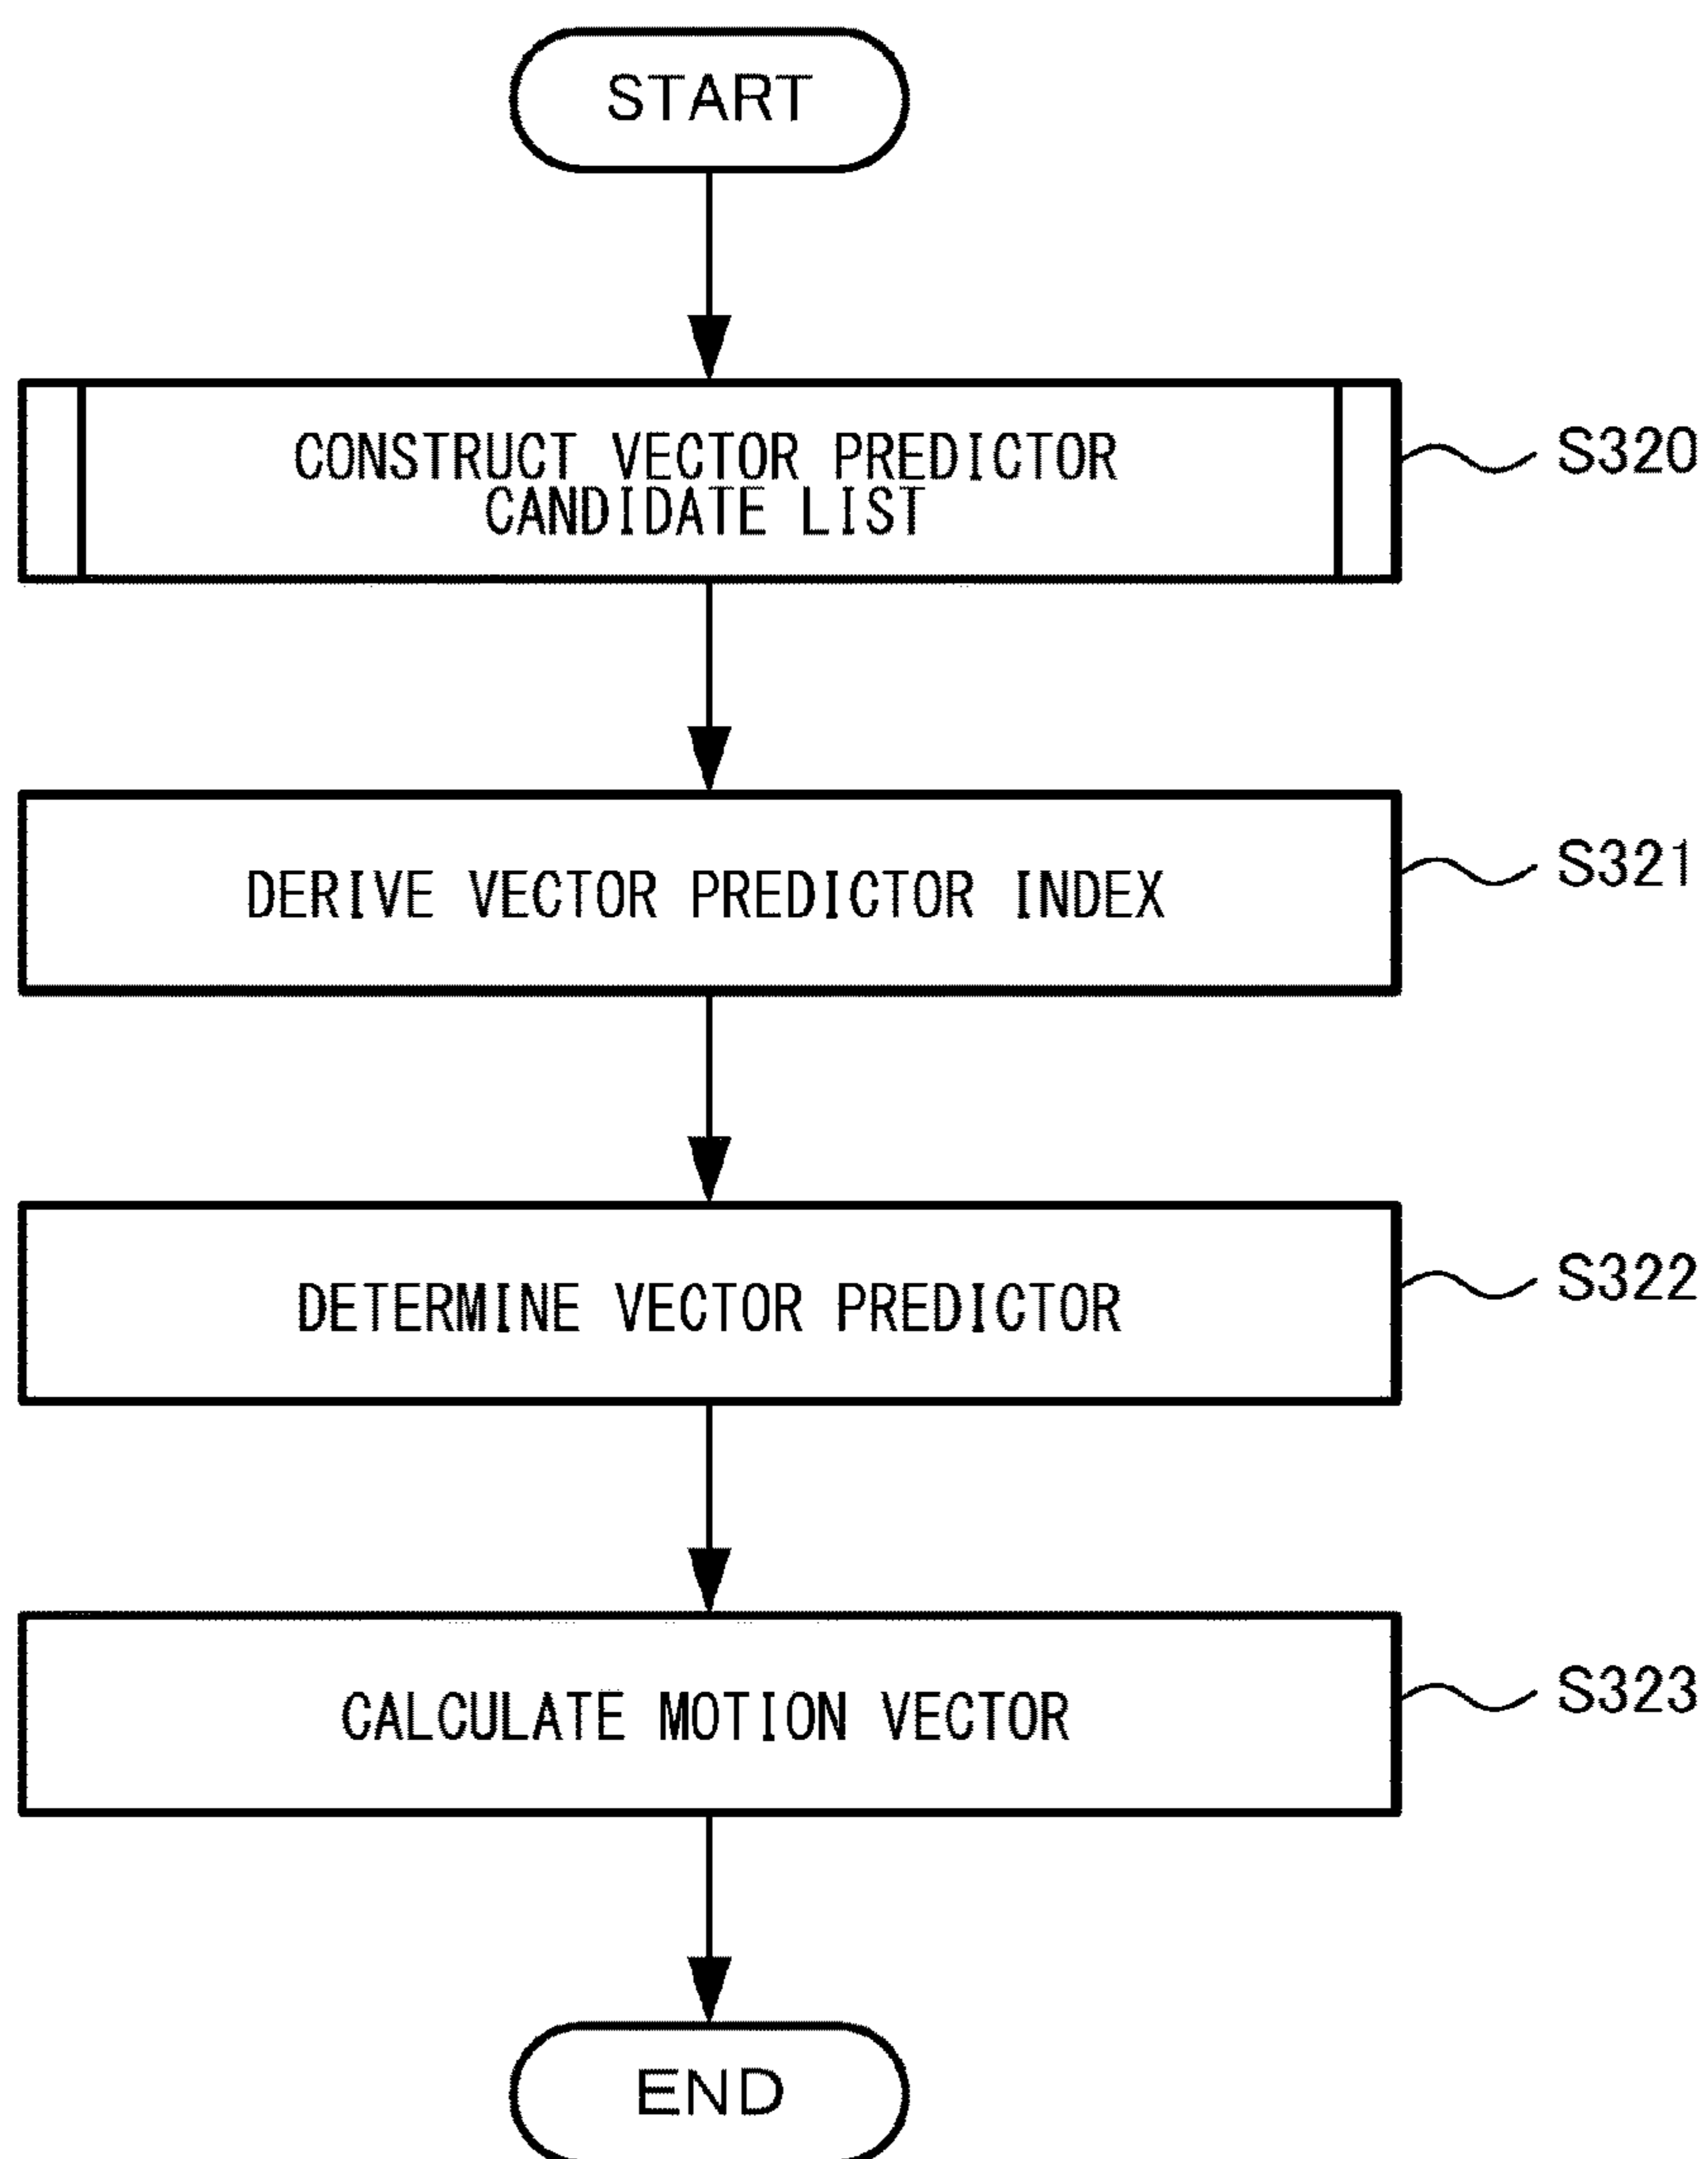 START
CONSTRUCT VECTOR PREDICTOR
CANDIDATE LIST
S320
DERIVE VECTOR PREDICTOR INDEX
S321
DETERMINE VECTOR PREDICTOR
S322
CALCULATE MOTION VECTOR
S323
END